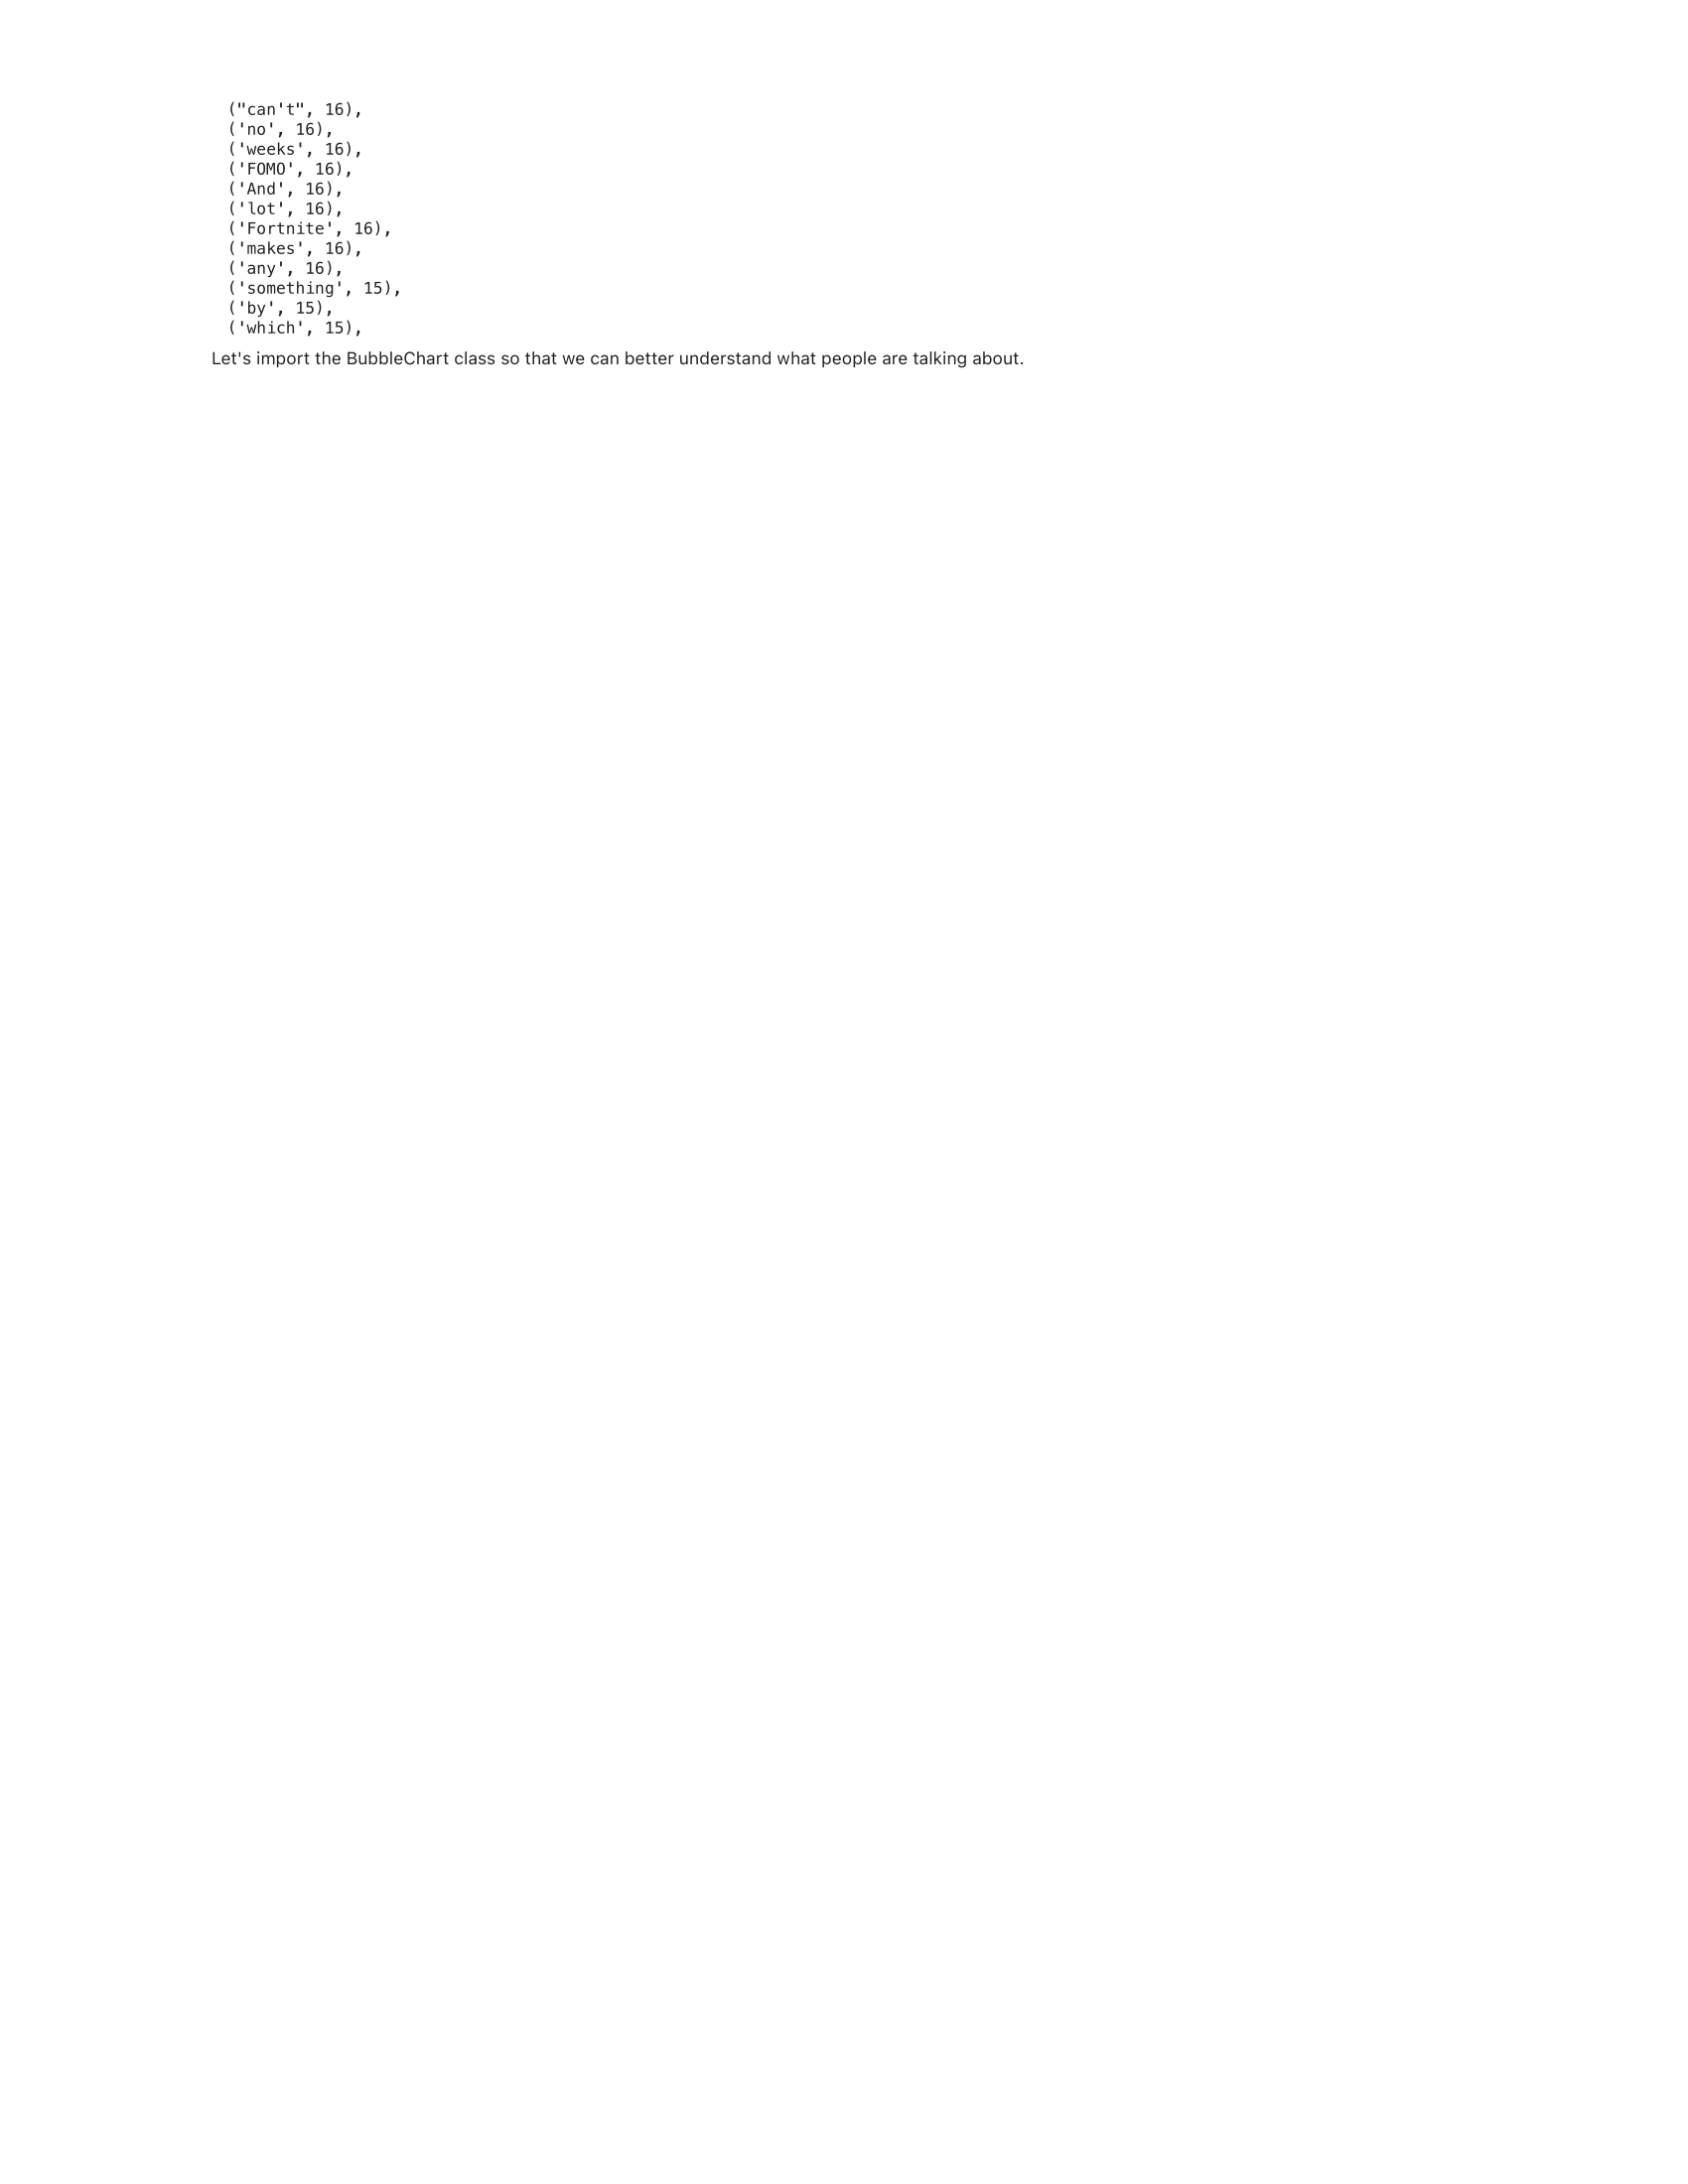 ("can't", 16),
('no', 16),
('weeks', 16),
('FOMO', 16),
('And', 16),
('lot', 16),
('Fortnite', 16),
('makes', 16),
('any', 16),
('something', 15),
('by', 15),
('which', 15),
Let's import the BubbleChart class so that we can better understand what people are talking about.